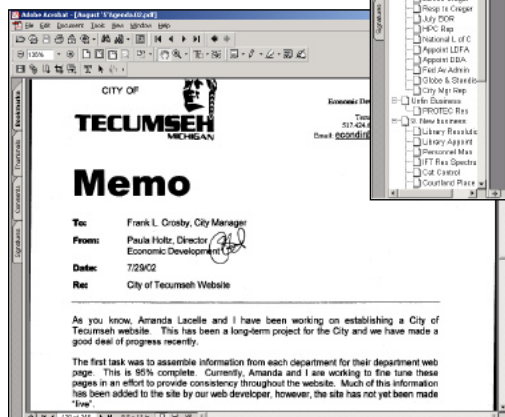 Adobe Acrobat - [August 5'Agenda.02.pdf]
File Edit Document Tools View Window Help
CITY OF
TECUMSEH
MICHIGAN
Economic Dev
517.424.6
Email: econdir
Memo
To: Frank L. Crosby, City Manager
From: Paula Holtz, Director
Economic Development
Date: 7/29/02
Re: City of Tecumseh Website
As you know, Amanda Lacelle and I have been working on establishing a City of
Tecumseh website. This has been a long-term project for the City and we have made a
good deal of progress recently.
The first task was to assemble information from each department for their department web
page. This is 95% complete. Currently, Amanda and I are working to fine tune these
pages in an effort to provide consistency throughout the website. Much of this information
has been added to the site by our web developer, however, the site has not yet been made
"live".
Bookmarks
Thumbnails
Comments
Signatures
Signatures
Resp to Creger
July BOR
HPC Rep
National L of C
Appoint LDFA
Appoint DDA
Fed Av Admin
Globe & Standis
City Mgr Rep
Unfin Business
PROTEC Res
9. New business
Library Resolutic
Library Appoint
Personnel Man
IFT Res Spectra
Cat Control
Courtland Place